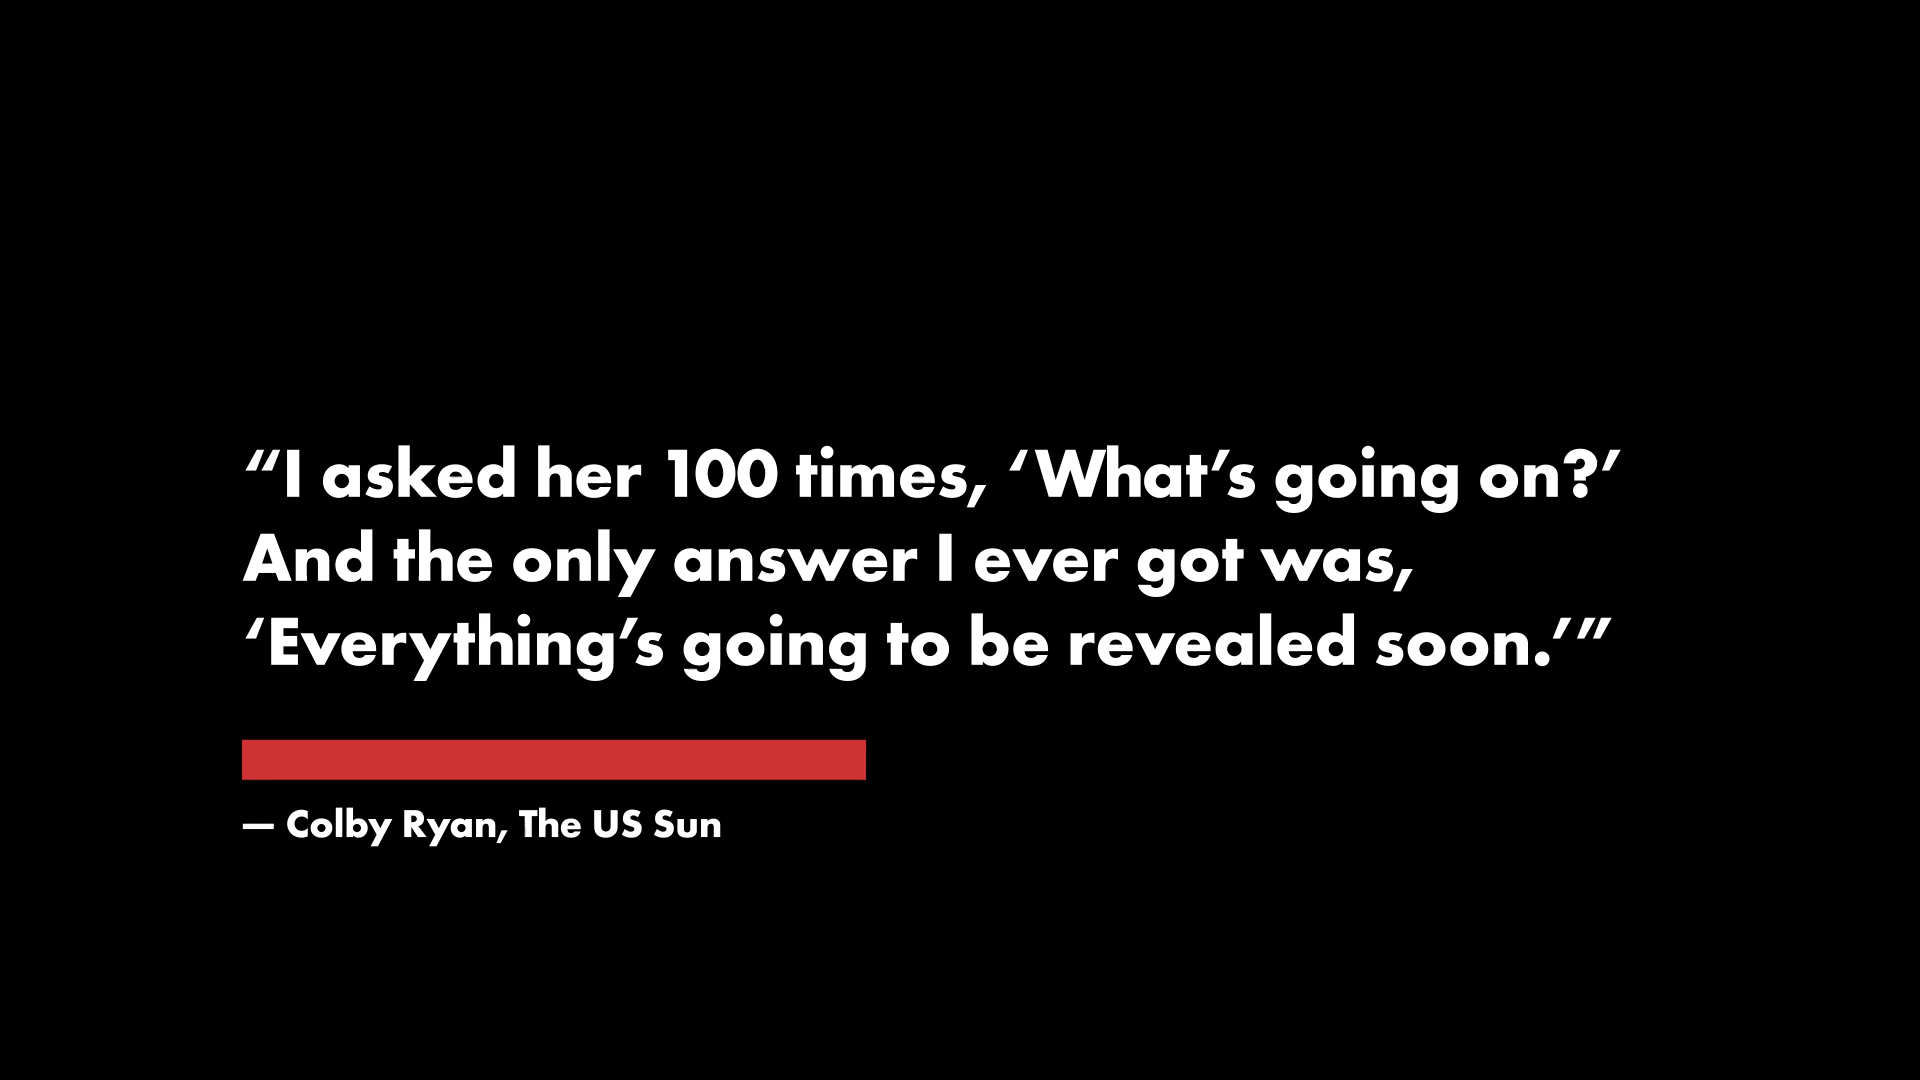 “I asked her 100 times, ‘What’s going on?’
And the only answer I ever got was,
‘Everything’s going to be revealed soon.’”
— Colby Ryan, The US Sun